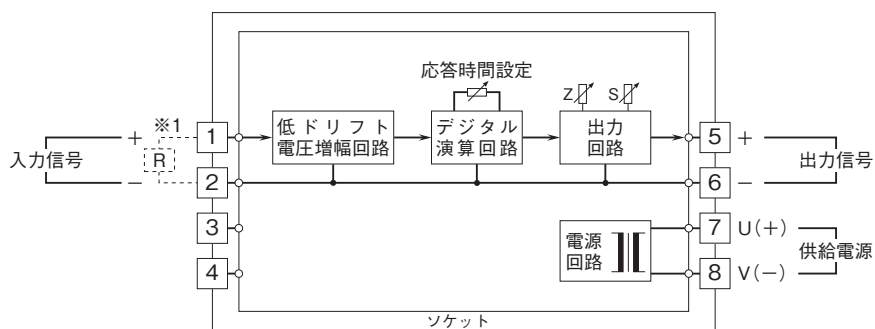 応答時間設定
Z
S
※1
1
低ドリフト
電圧増幅回路
デジタル
演算回路
出力
回路
5
+
+
入力信号
R
出力信号
−
2
6
−
3
電源
回路
7
U(+)
供給電源
4
8
V(−)
ソケット